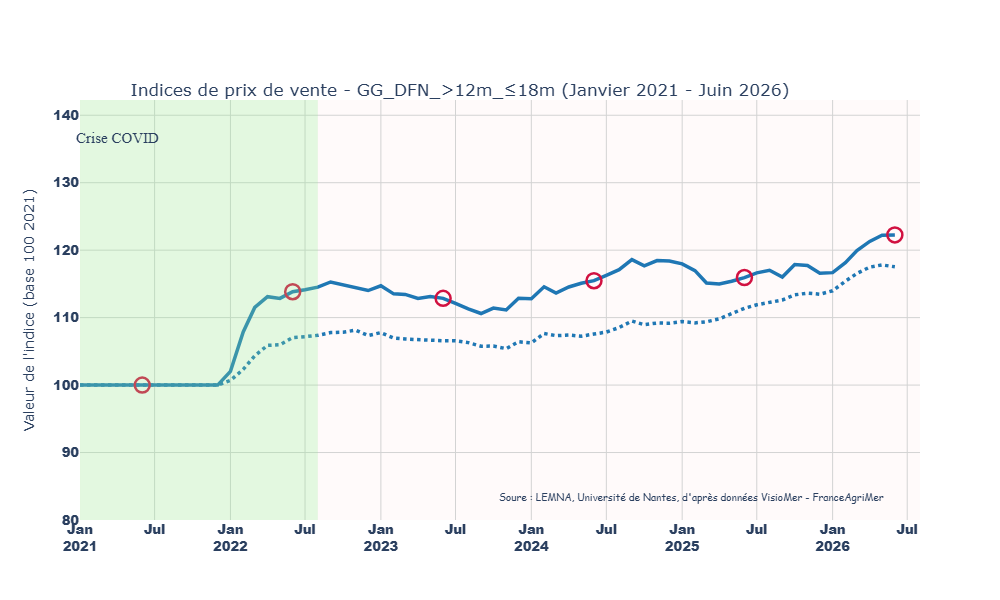 Indices de prix de vente - GG_DFN_>12m_≤18m (Janvier 2021 - Juin 2026)
140
Crise COVID
130
120
110
100
90
80
Valeur de l'indice (base 100 2021)
Soure : LEMNA, Université de Nantes, d'après données VisioMer - FranceAgriMer
Jan Jul Jan Jul Jan Jul Jan Jul Jan Jul Jan Jul
2021 2022 2023 2024 2025 2026